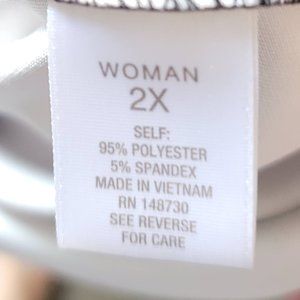 WOMAN
2X
SELF:
95% POLYESTER
5% SPANDEX
MADE IN VIETNAM
RN 148730
SEE REVERSE
FOR CARE